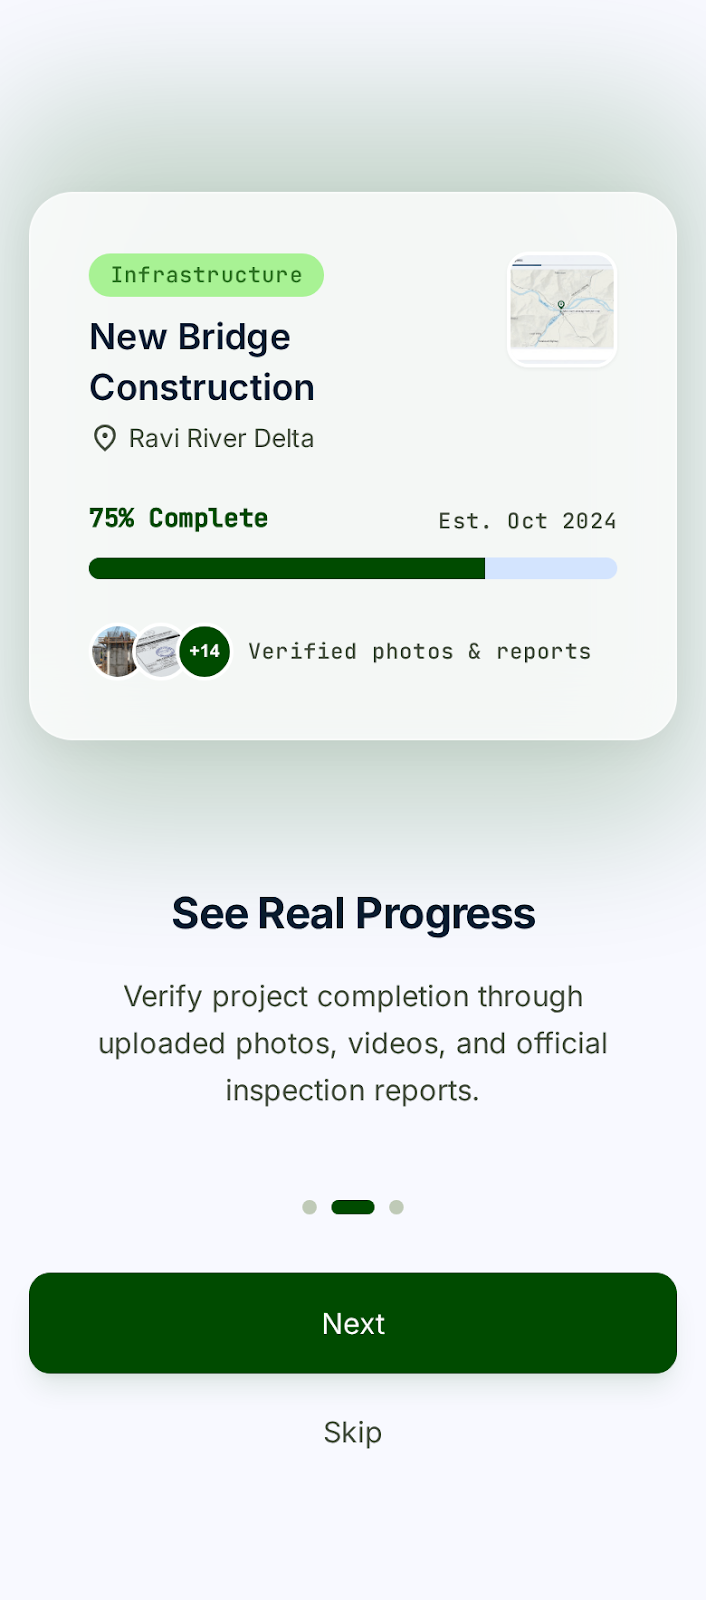 Infrastructure
New Bridge
Construction
Ravi River Delta
75% Complete
Est. Oct 2024
+14
Verified photos & reports
See Real Progress
Verify project completion through
uploaded photos, videos, and official
inspection reports.
Next
Skip